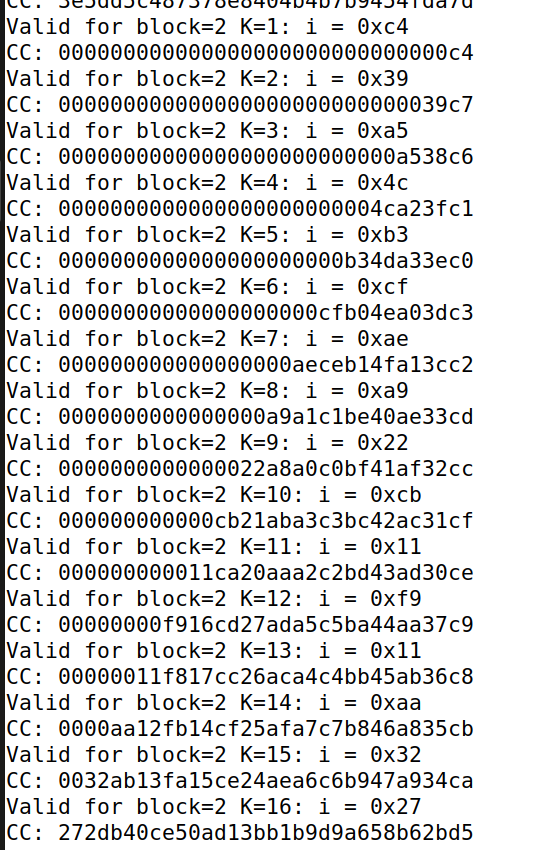 CC:
Valid for block=2 K=1: i = 0xc4
CC: 000000000000000000000000000000c4
Valid for block=2 K=2: i = 0x39
CC: 000000000000000000000000000039c7
Valid for block=2 K=3: i = 0xa5
CC: 00000000000000000000000000a538c6
Valid for block=2 K=4: i = 0x4c
CC: 0000000000000000000000004ca23fc1
Valid for block=2 K=5: i = 0xb3
CC: 0000000000000000000000b34da33ec0
Valid for block=2 K=6: i = 0xcf
CC: 00000000000000000000cfb04ea03dc3
Valid for block=2 K=7: i = 0xae
CC: 000000000000000000aeceb14fa13cc2
Valid for block=2 K=8: i = 0xa9
CC: 0000000000000000a9a1c1be40ae33cd
Valid for block=2 K=9: i = 0x22
CC: 0000000000000022a8a0c0bf41af32cc
Valid for block=2 K=10: i = 0xcb
CC: 000000000000cb21aba3c3bc42ac31cf
Valid for block=2 K=11: i = 0x11
CC: 000000000011ca20aaa2c2bd43ad30ce
Valid for block=2 K=12: i = 0xf9
CC: 00000000f916cd27ada5c5ba44aa37c9
Valid for block=2 K=13: i = 0x11
CC: 00000011f817cc26aca4c4bb45ab36c8
Valid for block=2 K=14: i = 0xaa
CC: 0000aa12fb14cf25afa7c7b846a835cb
Valid for block=2 K=15: i = 0x32
CC: 0032ab13fa15ce24aea6c6b947a934ca
Valid for block=2 K=16: i = 0x27
CC: 272db40ce50ad13bb1b9d9a658b62bd5